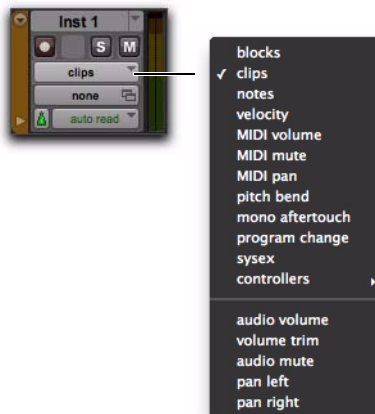 Inst 1
S M
clips
none
auto read
blocks
✓ clips
notes
velocity
MIDI volume
MIDI mute
MIDI pan
pitch bend
mono aftertouch
program change
sysex
controllers
audio volume
volume trim
audio mute
pan left
pan right